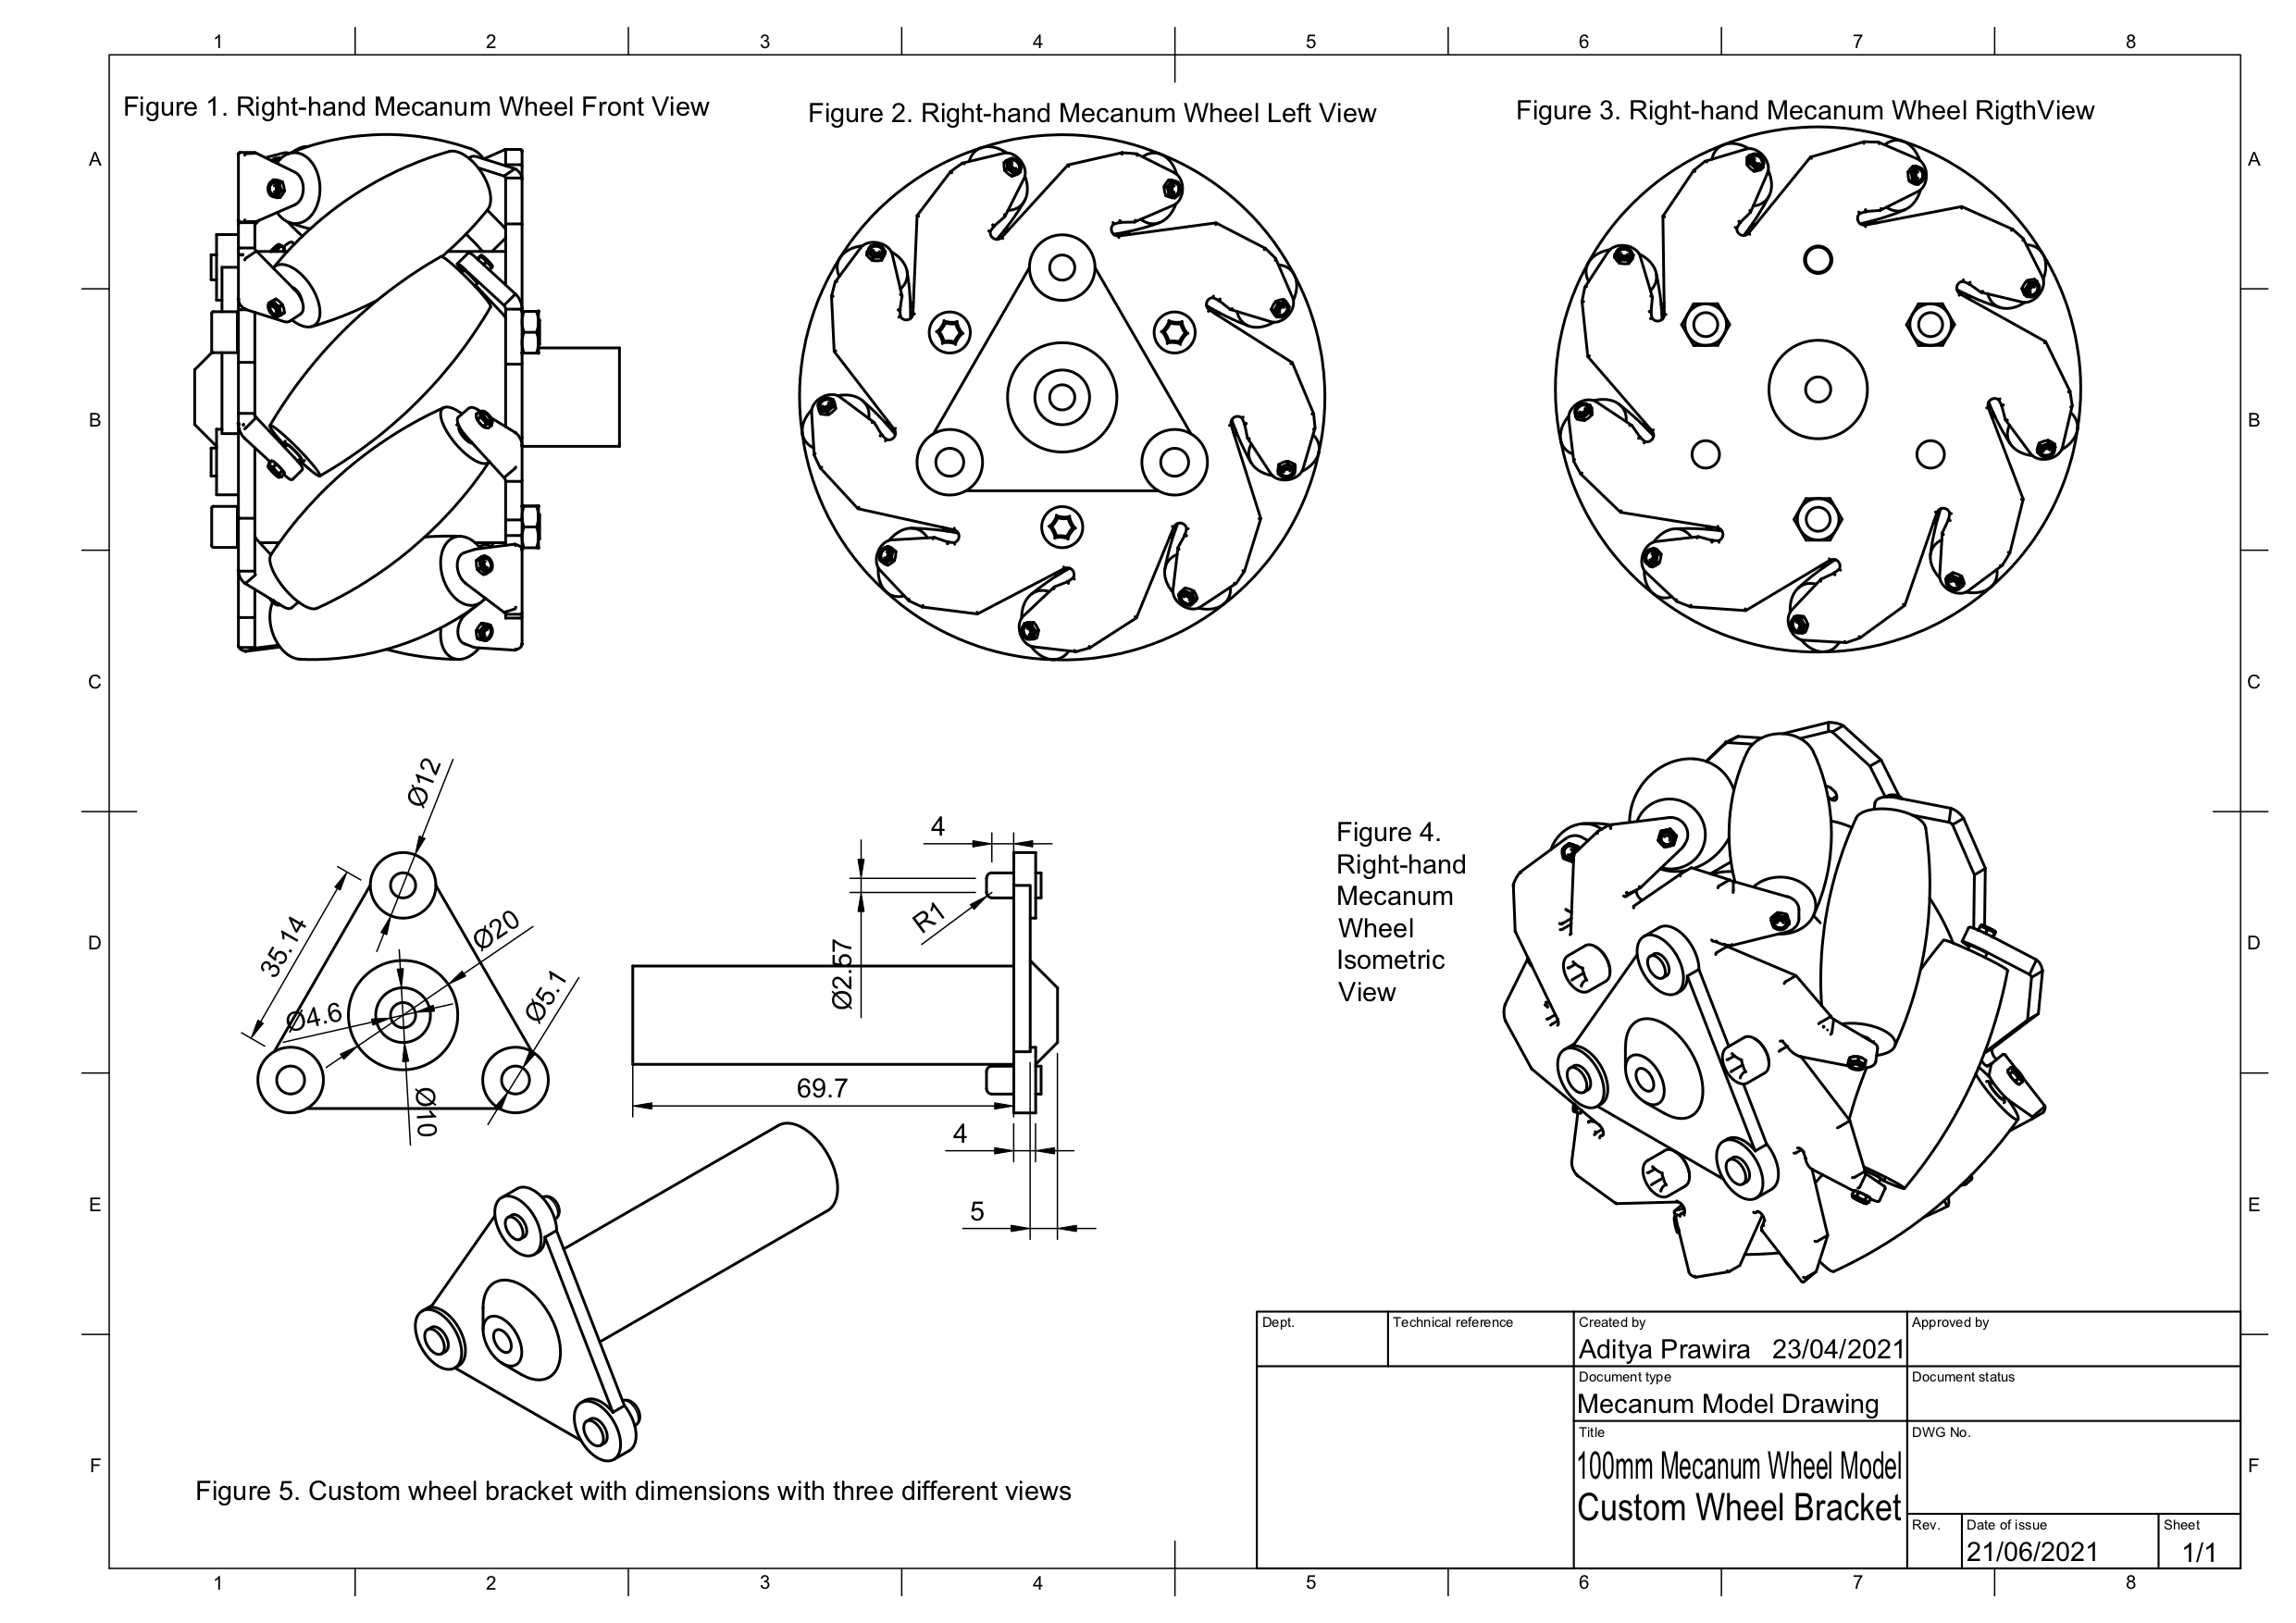 1 2 3 4 5 6 7 8
Figure 1. Right-hand Mecanum Wheel Front View
Figure 2. Right-hand Mecanum Wheel Left View
Figure 3. Right-hand Mecanum Wheel RigthView
A A
B B
C C
Ø12
35.14
Ø20
Ø4.6
Ø5.1
Ø10
4
R1
Ø2.57
69.7
4
5
Figure 4.
Right-hand
Mecanum
Wheel
Isometric
View
D D
E E
F F
Figure 5. Custom wheel bracket with dimensions with three different views
Dept.
Technical reference
Created by
Aditya Prawira 23/04/2021
Approved by
Document type
Mecanum Model Drawing
Document status
Title
100mm Mecanum Wheel Model
Custom Wheel Bracket
DWG No.
Rev.
Date of issue
21/06/2021
Sheet
1/1
1 2 3 4 5 6 7 8